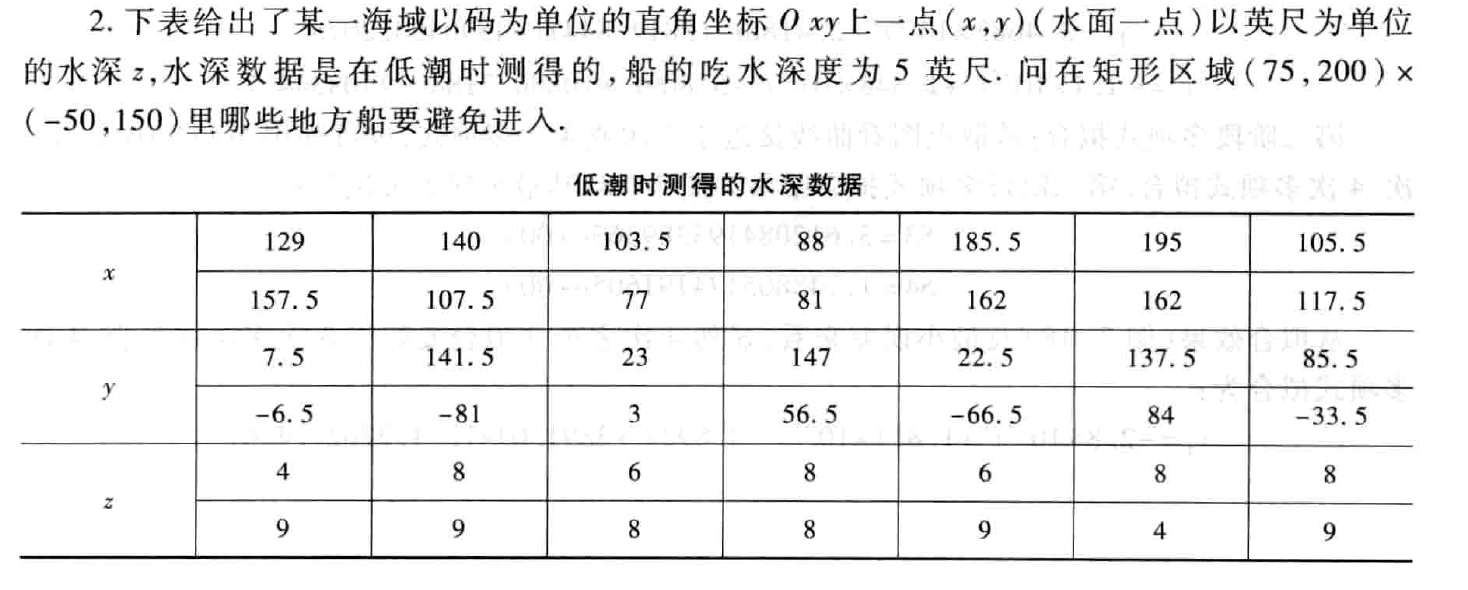 2. 下表给出了某一海域以码为单位的直角坐标 O xy上一点(x,y)(水面一点)以英尺为单位
的水深 z,水深数据是在低潮时测得的,船的吃水深度为 5 英尺. 问在矩形区域(75,200)×
(-50,150)里哪些地方船要避免进入.
低潮时测得的水深数据
x 129 140 103.5 88 185.5 195 105.5
157.5 107.5 77 81 162 162 117.5
y 7.5 141.5 23 147 22.5 137.5 85.5
-6.5 -81 3 56.5 -66.5 84 -33.5
z 4 8 6 8 6 8 8
9 9 8 8 9 4 9